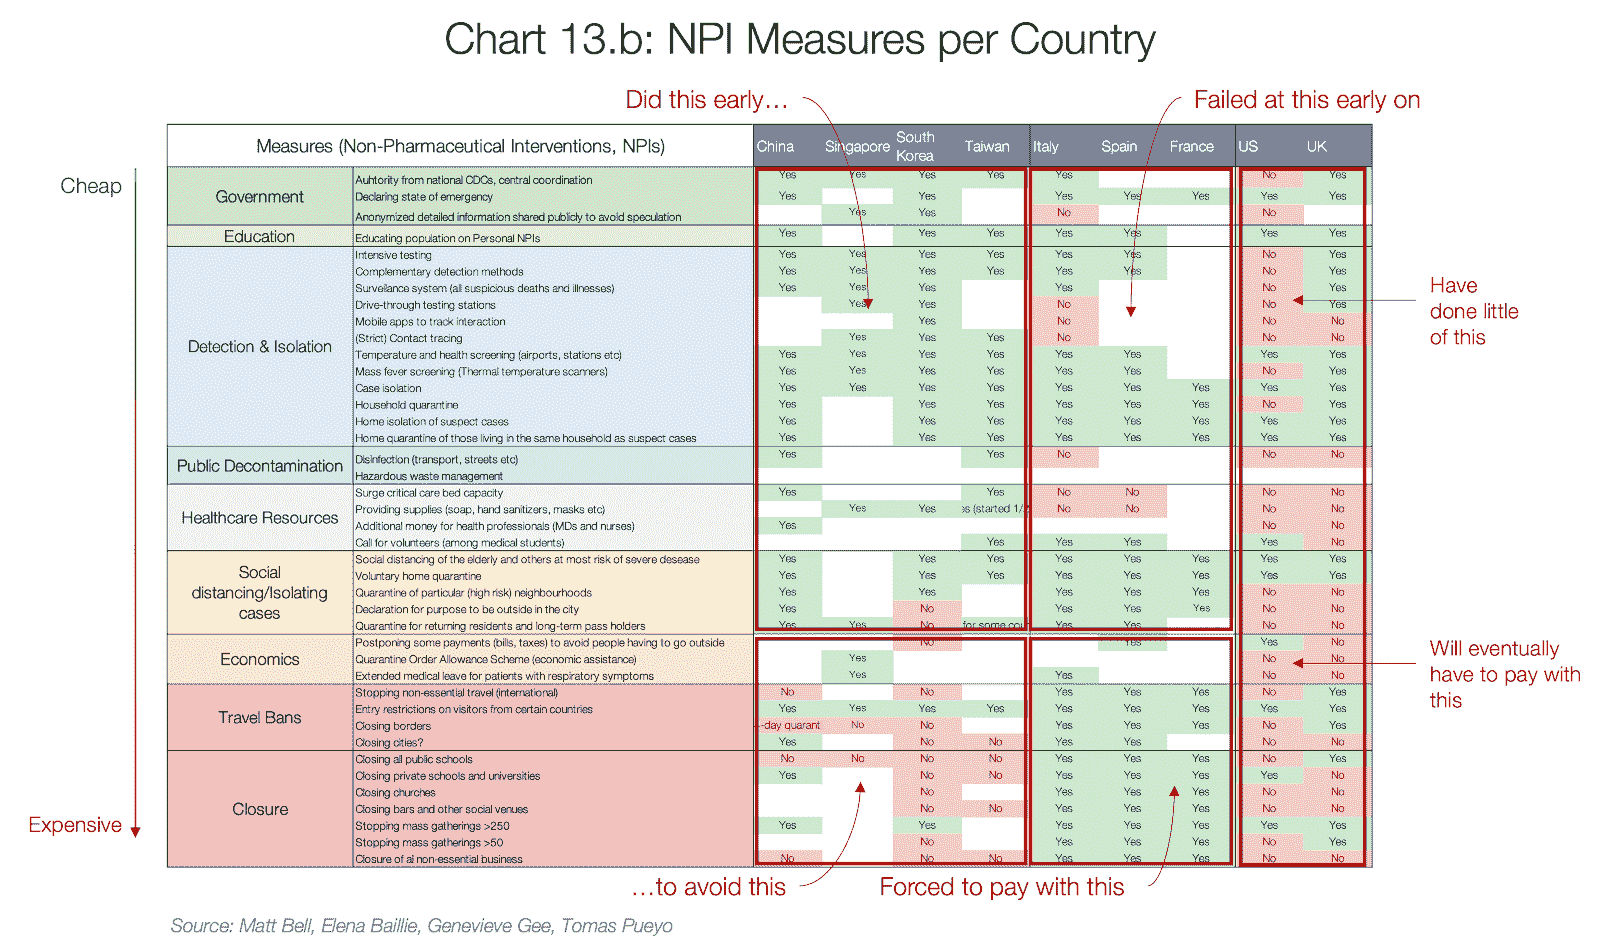 Chart 13.b: NPI Measures per Country
Did this early...
Failed at this early on
Measures (Non-Pharmaceutical Interventions, NPIs) China Singapore South Korea Taiwan Italy Spain France US UK
Cheap
Government
Auhtority from national CDCs, central coordination Yes Yes Yes Yes Yes No Yes
Declaring state of emergency Yes Yes Yes Yes Yes Yes Yes
Anonymized detailed information shared publicly to avoid speculation Yes Yes No No
Education
Educating population on Personal NPIs Yes Yes Yes Yes Yes Yes Yes
Detection & Isolation
Intensive testing Yes Yes Yes Yes Yes Yes No Yes
Complementary detection methods Yes Yes Yes Yes Yes Yes No Yes
Surveilance system (all suspicious deaths and illnesses) Yes Yes Yes Yes No Yes
Drive-through testing stations Yes Yes No No Yes
Mobile apps to track interaction Yes No No No
(Strict) Contact tracing Yes Yes Yes No No No
Temperature and health screening (airports, stations etc) Yes Yes Yes Yes Yes Yes Yes Yes
Mass fever screening (Thermal temperature scanners) Yes Yes Yes Yes Yes Yes No Yes
Case isolation Yes Yes Yes Yes Yes Yes Yes Yes Yes
Household quarantine Yes Yes Yes Yes Yes Yes No Yes
Home isolation of suspect cases Yes Yes Yes Yes Yes Yes Yes Yes
Home quarantine of those living in the same household as suspect cases Yes Yes Yes Yes Yes Yes Yes Yes
Have
done little
of this
Public Decontamination
Disinfection (transport, streets etc) Yes Yes No No No
Hazardous waste management
Healthcare Resources
Surge critical care bed capacity Yes Yes No No No No
Providing supplies (soap, hand sanitizers, masks etc) Yes Yes (started No No No No
Additional money for health professionals (MDs and nurses) Yes No No
Call for volunteers (among medical students) Yes Yes Yes Yes No
Social
distancing/Isolating
cases
Social distancing of the elderly and others at most risk of severe desease Yes Yes Yes Yes Yes Yes Yes Yes
Voluntary home quarantine Yes Yes Yes Yes Yes Yes Yes Yes
Quarantine of particular (high risk) neighbourhoods Yes Yes Yes Yes Yes No No
Declaration for purpose to be outside in the city Yes No Yes Yes Yes No No
Quarantine for returning residents and long-term pass holders Yes Yes No for some Yes Yes No No
Economics
Postponing some payments (bills, taxes) to avoid people having to go outside No Yes Yes No
Quarantine Order Allowance Scheme (economic assistance) Yes No No
Extended medical leave for patients with respiratory symptoms Yes Yes No No
Will eventually
have to pay with
this
Travel Bans
Stopping non-essential travel (international) No No Yes Yes Yes No Yes
Entry restrictions on visitors from certain countries Yes Yes Yes Yes Yes Yes Yes Yes Yes
Closing borders -day quarant No No Yes Yes Yes No Yes
Closing cities? Yes No No Yes Yes No No
Closure
Closing all public schools No No No No Yes Yes Yes No Yes
Closing private schools and universities Yes No No Yes Yes Yes Yes No
Closing churches No Yes Yes Yes No No
Closing bars and other social venues No No Yes Yes Yes No No
Stopping mass gatherings >250 Yes Yes Yes Yes Yes Yes Yes
Stopping mass gatherings >50 No Yes Yes Yes No Yes
Closure of al non-essential business No No No Yes Yes Yes No No
Expensive
...to avoid this
Forced to pay with this
Source: Matt Bell, Elena Baillie, Genevieve Gee, Tomas Pueyo